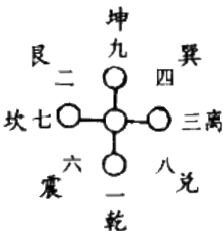 坤
艮 九 巽
二 四
坎 七 三 离
六 八
震 一 兑
乾